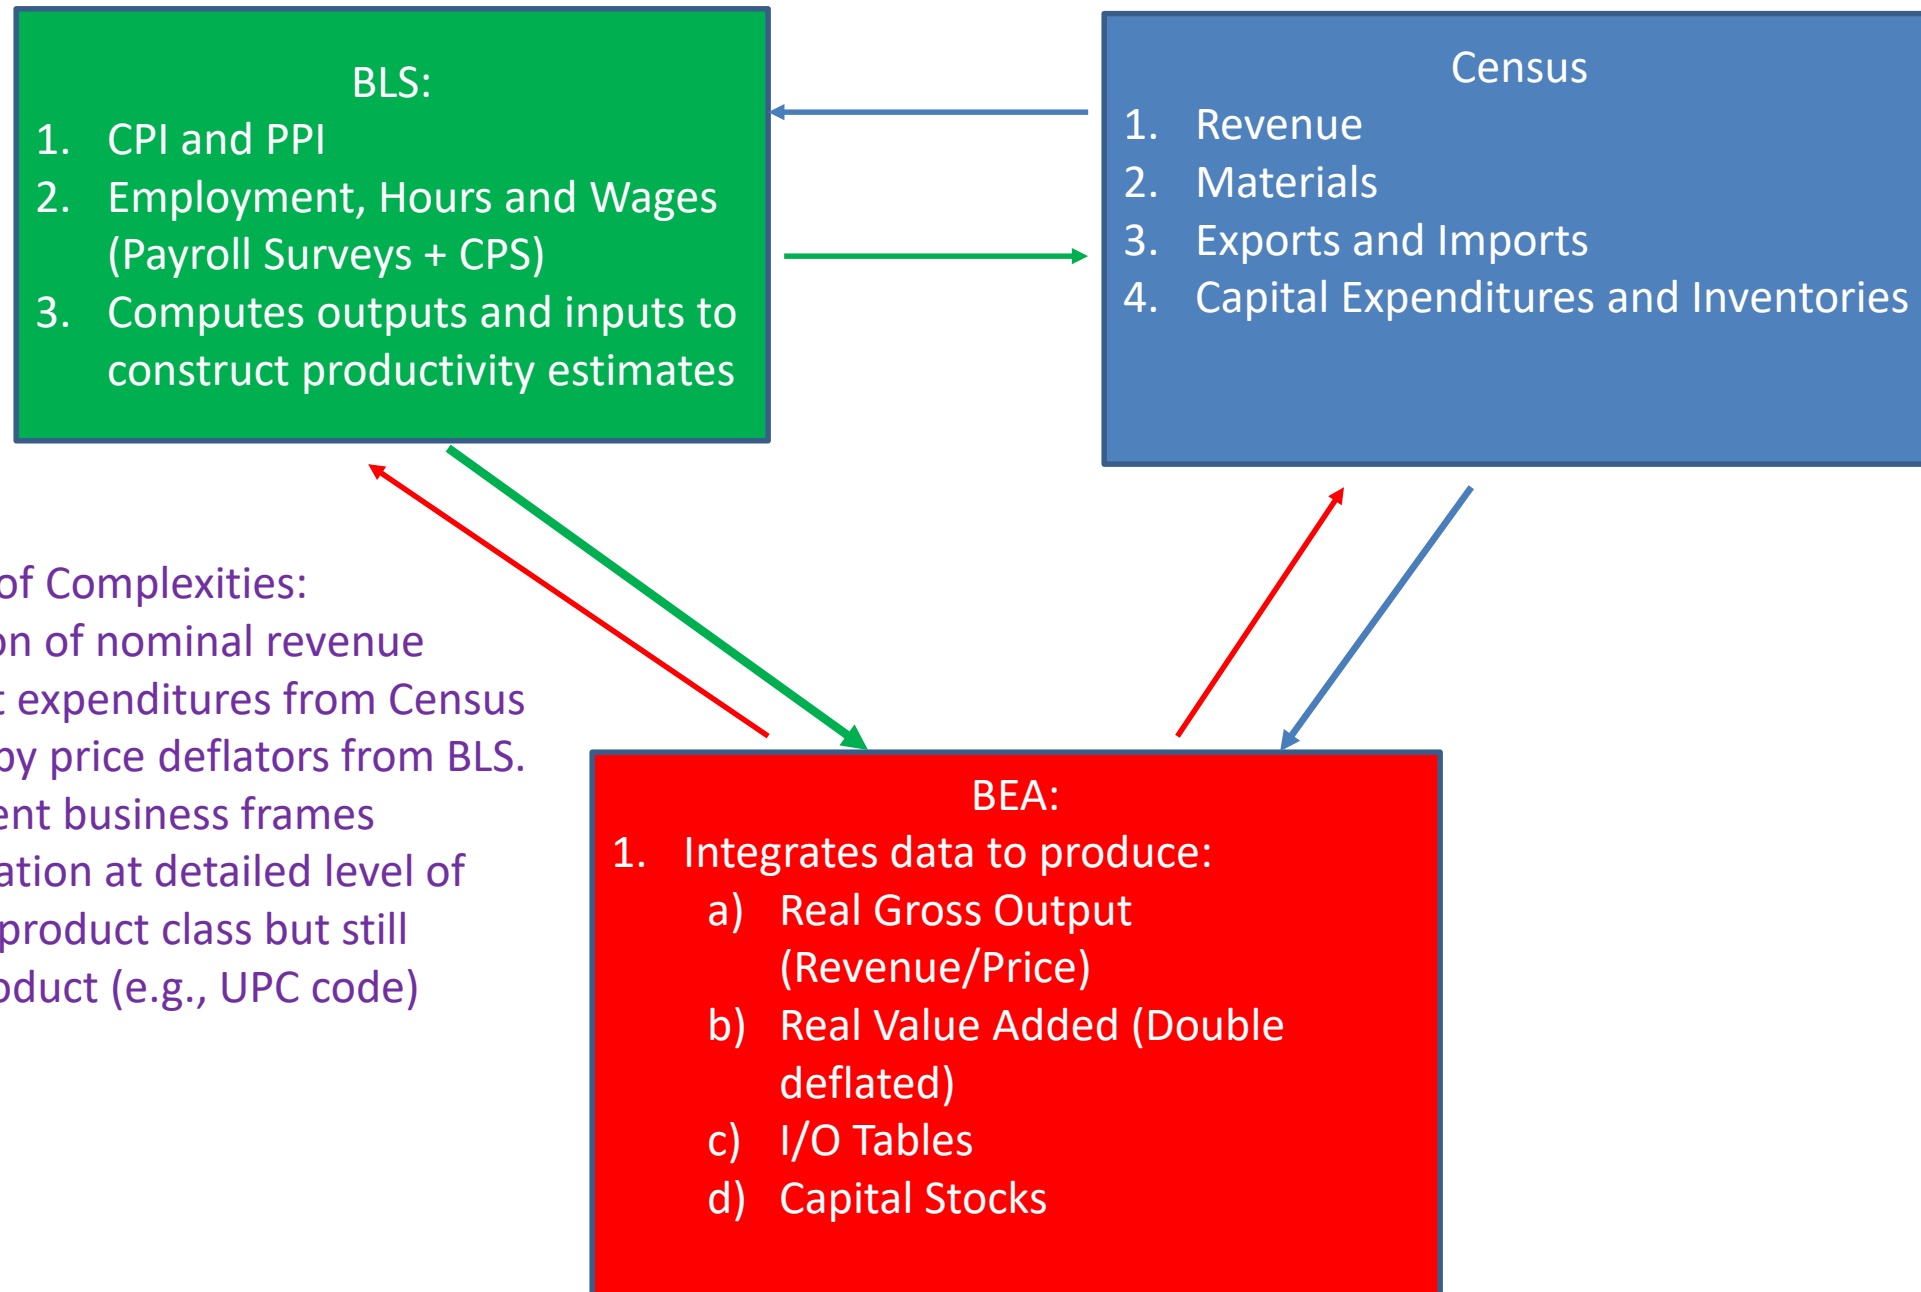 BLS:
1. CPI and PPI
2. Employment, Hours and Wages
(Payroll Surveys + CPS)
3. Computes outputs and inputs to
construct productivity estimates
Census
1. Revenue
2. Materials
3. Exports and Imports
4. Capital Expenditures and Inventories
of Complexities:
on of nominal revenue
t expenditures from Census
by price deflators from BLS.
ent business frames
ation at detailed level of
product class but still
oduct (e.g., UPC code)
BEA:
1. Integrates data to produce:
a) Real Gross Output
(Revenue/Price)
b) Real Value Added (Double
deflated)
c) I/O Tables
d) Capital Stocks